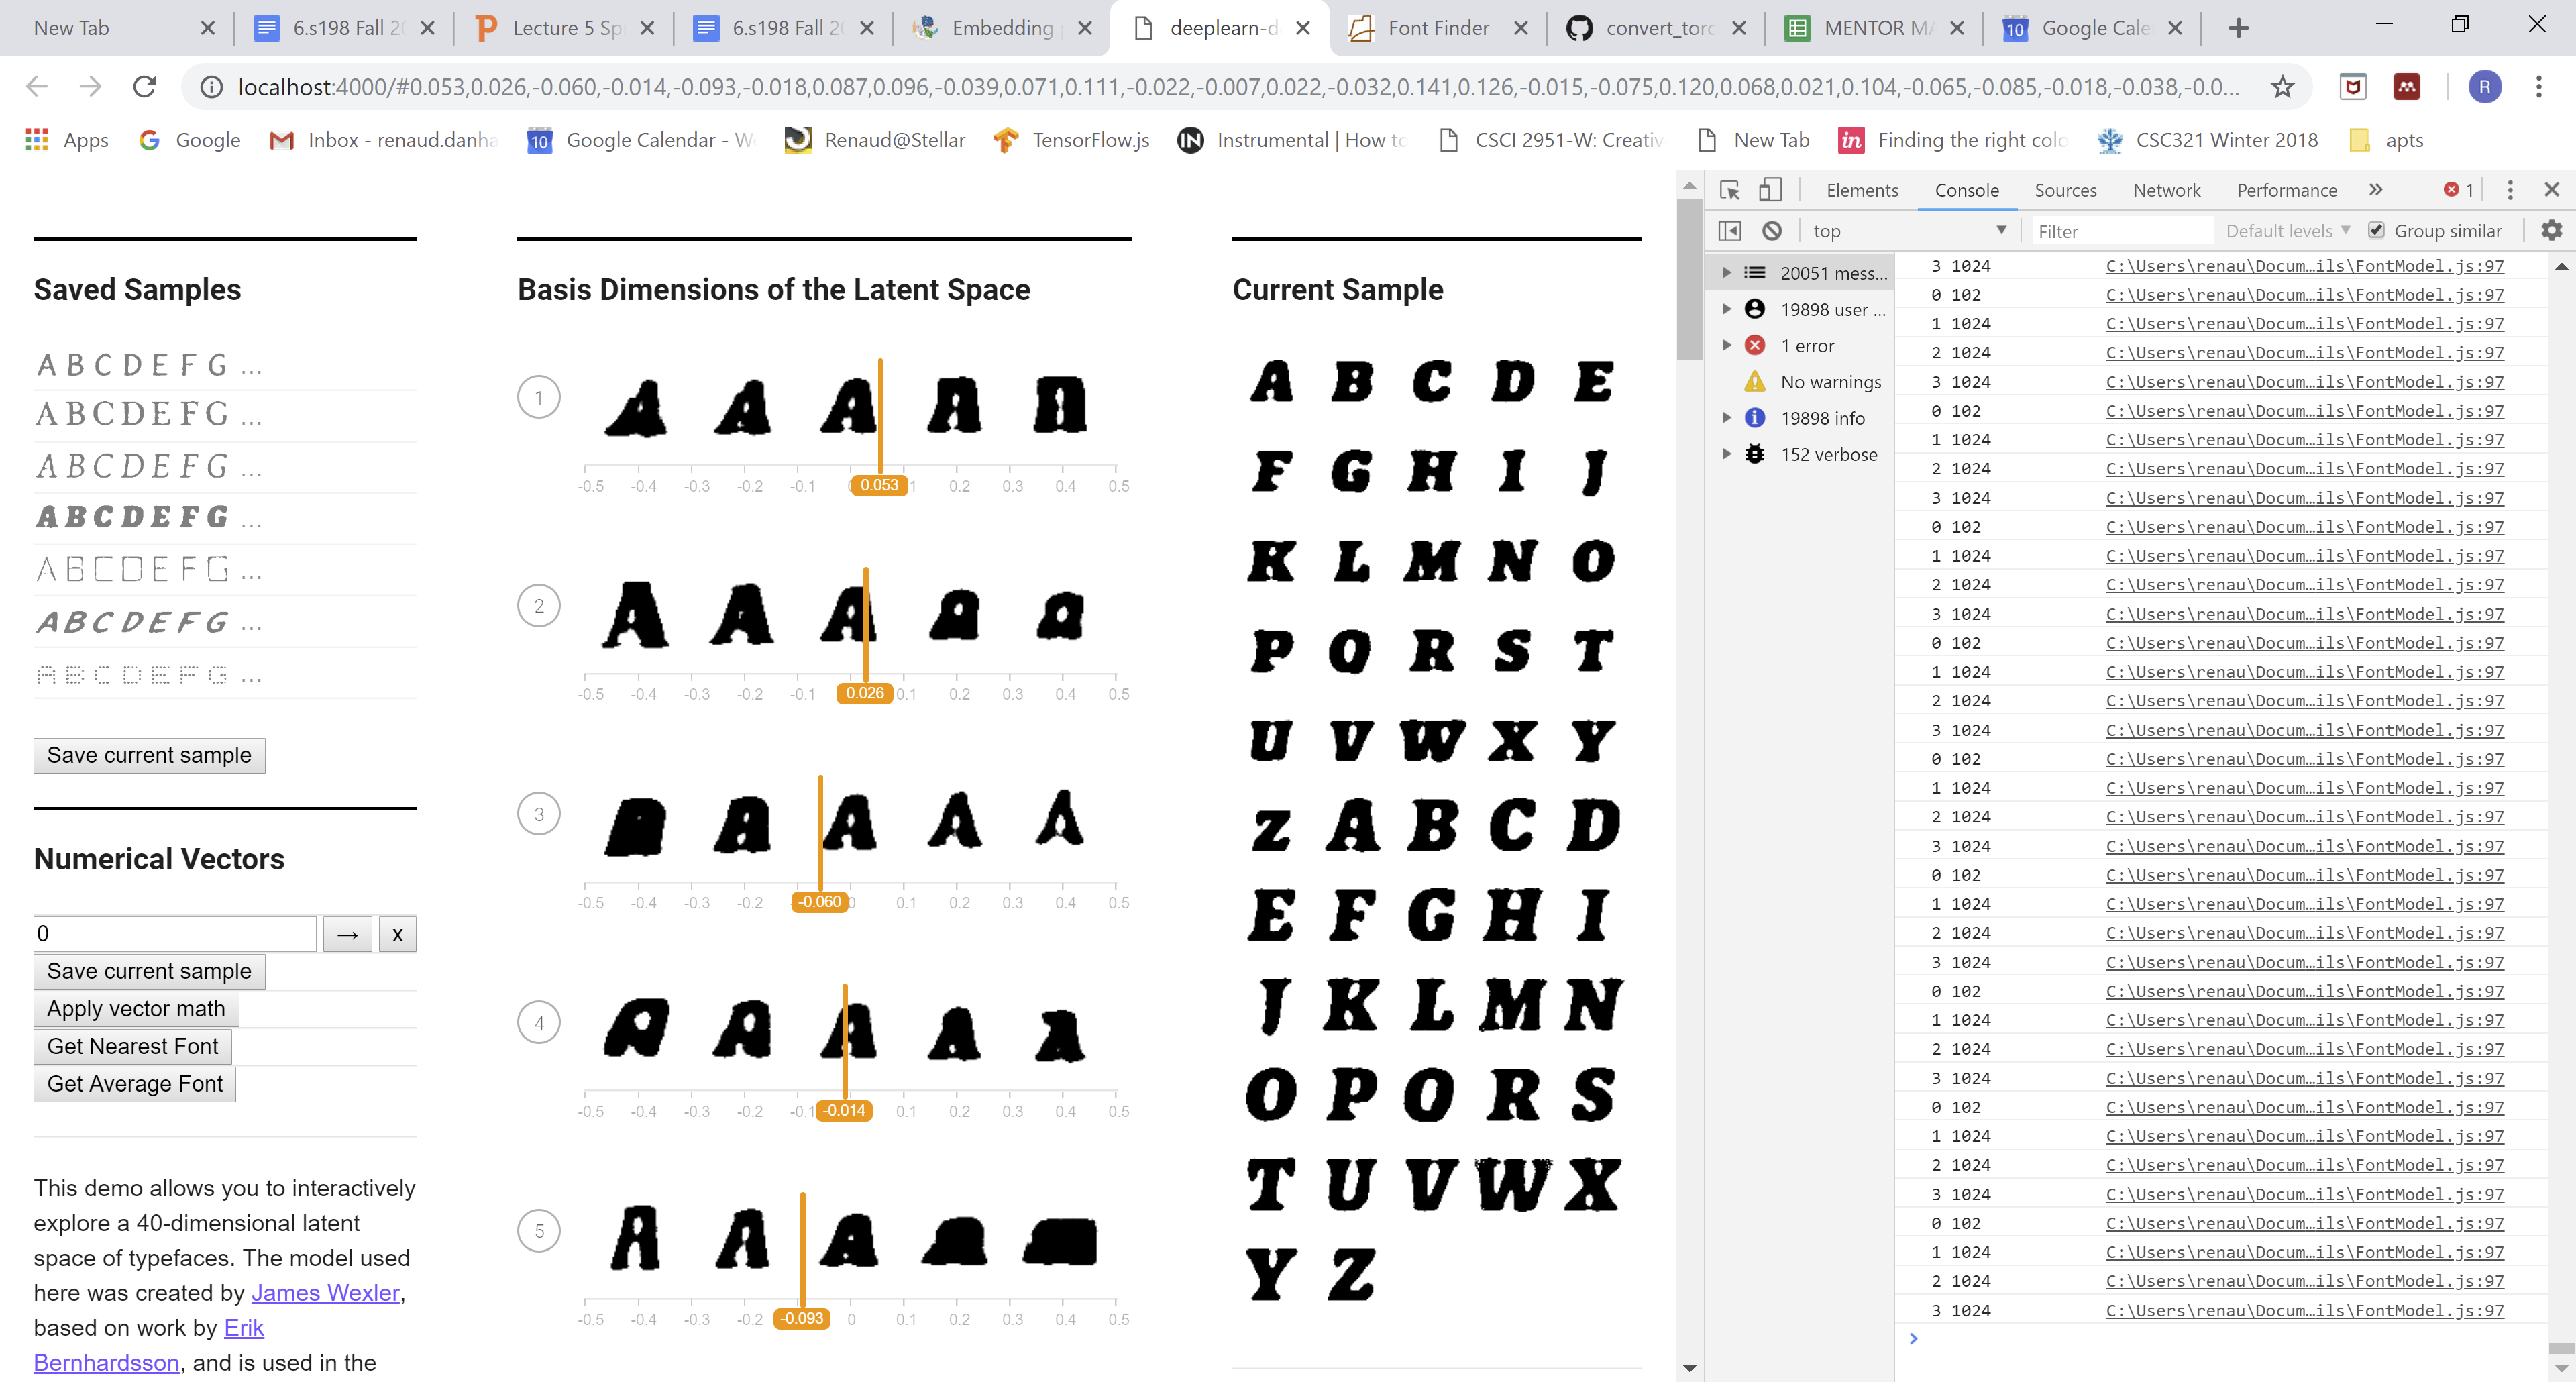 New Tab
6.s198 Fall 20
Lecture 5 Sp
6.s198 Fall 20
Embedding
deeplearn-d
Font Finder
convert_torc
MENTOR MA
Google Cale
localhost:4000/#0.053,0.026,-0.060,-0.014,-0.093,-0.018,0.087,0.096,-0.039,0.071,0.111,-0.022,-0.007,0.022,-0.032,0.141,0.126,-0.015,-0.075,0.120,0.068,0.021,0.104,-0.065,-0.085,-0.018,-0.038,-0.0...
R
Apps
Google
Inbox - renaud.danha
10 Google Calendar - We
Renaud@Stellar
TensorFlow.js
IN Instrumental | How to
CSCI 2951-W: Creativ
New Tab
in Finding the right colo
CSC321 Winter 2018
apts
Saved Samples
A B C D E F G ...
A B C D E F G ...
A B C D E F G ...
A B C D E F G ...
A B C D E F G ...
A B C D E F G ...
A B C D E F G ...
Save current sample
Numerical Vectors
0 → x
Save current sample
Apply vector math
Get Nearest Font
Get Average Font
This demo allows you to interactively
explore a 40-dimensional latent
space of typefaces. The model used
here was created by James Wexler,
based on work by Erik
Bernhardsson, and is used in the
Basis Dimensions of the Latent Space
1
A A A A A
-0.5 -0.4 -0.3 -0.2 -0.1 0.053 0.2 0.3 0.4 0.5
2
A A A a a
-0.5 -0.4 -0.3 -0.2 -0.1 0.026 0.1 0.2 0.3 0.4 0.5
3
A A A A
-0.5 -0.4 -0.3 -0.2 -0.060 0 0.1 0.2 0.3 0.4 0.5
4
A A A A A
-0.5 -0.4 -0.3 -0.2 -0.1 -0.014 0.1 0.2 0.3 0.4 0.5
5
A A A
-0.5 -0.4 -0.3 -0.2 -0.093 0 0.1 0.2 0.3 0.4 0.5
Current Sample
A B C D E
F G H I J
K L M N O
P Q R S T
U V W X Y
Z A B C D
E F G H I
J K L M N
O P Q R S
T U V W X
Y Z
Elements Console Sources Network Performance » 1
top Filter Default levels Group similar
20051 mess...
19898 user ...
1 error
No warnings
19898 info
152 verbose
3 1024 C:\Users\renau\Docum…ils\FontModel.js:97
0 102 C:\Users\renau\Docum…ils\FontModel.js:97
1 1024 C:\Users\renau\Docum…ils\FontModel.js:97
2 1024 C:\Users\renau\Docum…ils\FontModel.js:97
3 1024 C:\Users\renau\Docum…ils\FontModel.js:97
0 102 C:\Users\renau\Docum…ils\FontModel.js:97
1 1024 C:\Users\renau\Docum…ils\FontModel.js:97
2 1024 C:\Users\renau\Docum…ils\FontModel.js:97
3 1024 C:\Users\renau\Docum…ils\FontModel.js:97
0 102 C:\Users\renau\Docum…ils\FontModel.js:97
1 1024 C:\Users\renau\Docum…ils\FontModel.js:97
2 1024 C:\Users\renau\Docum…ils\FontModel.js:97
3 1024 C:\Users\renau\Docum…ils\FontModel.js:97
0 102 C:\Users\renau\Docum…ils\FontModel.js:97
1 1024 C:\Users\renau\Docum…ils\FontModel.js:97
2 1024 C:\Users\renau\Docum…ils\FontModel.js:97
3 1024 C:\Users\renau\Docum…ils\FontModel.js:97
0 102 C:\Users\renau\Docum…ils\FontModel.js:97
1 1024 C:\Users\renau\Docum…ils\FontModel.js:97
2 1024 C:\Users\renau\Docum…ils\FontModel.js:97
3 1024 C:\Users\renau\Docum…ils\FontModel.js:97
0 102 C:\Users\renau\Docum…ils\FontModel.js:97
1 1024 C:\Users\renau\Docum…ils\FontModel.js:97
2 1024 C:\Users\renau\Docum…ils\FontModel.js:97
3 1024 C:\Users\renau\Docum…ils\FontModel.js:97
0 102 C:\Users\renau\Docum…ils\FontModel.js:97
1 1024 C:\Users\renau\Docum…ils\FontModel.js:97
2 1024 C:\Users\renau\Docum…ils\FontModel.js:97
3 1024 C:\Users\renau\Docum…ils\FontModel.js:97
0 102 C:\Users\renau\Docum…ils\FontModel.js:97
1 1024 C:\Users\renau\Docum…ils\FontModel.js:97
2 1024 C:\Users\renau\Docum…ils\FontModel.js:97
3 1024 C:\Users\renau\Docum…ils\FontModel.js:97
0 102 C:\Users\renau\Docum…ils\FontModel.js:97
1 1024 C:\Users\renau\Docum…ils\FontModel.js:97
2 1024 C:\Users\renau\Docum…ils\FontModel.js:97
3 1024 C:\Users\renau\Docum…ils\FontModel.js:97